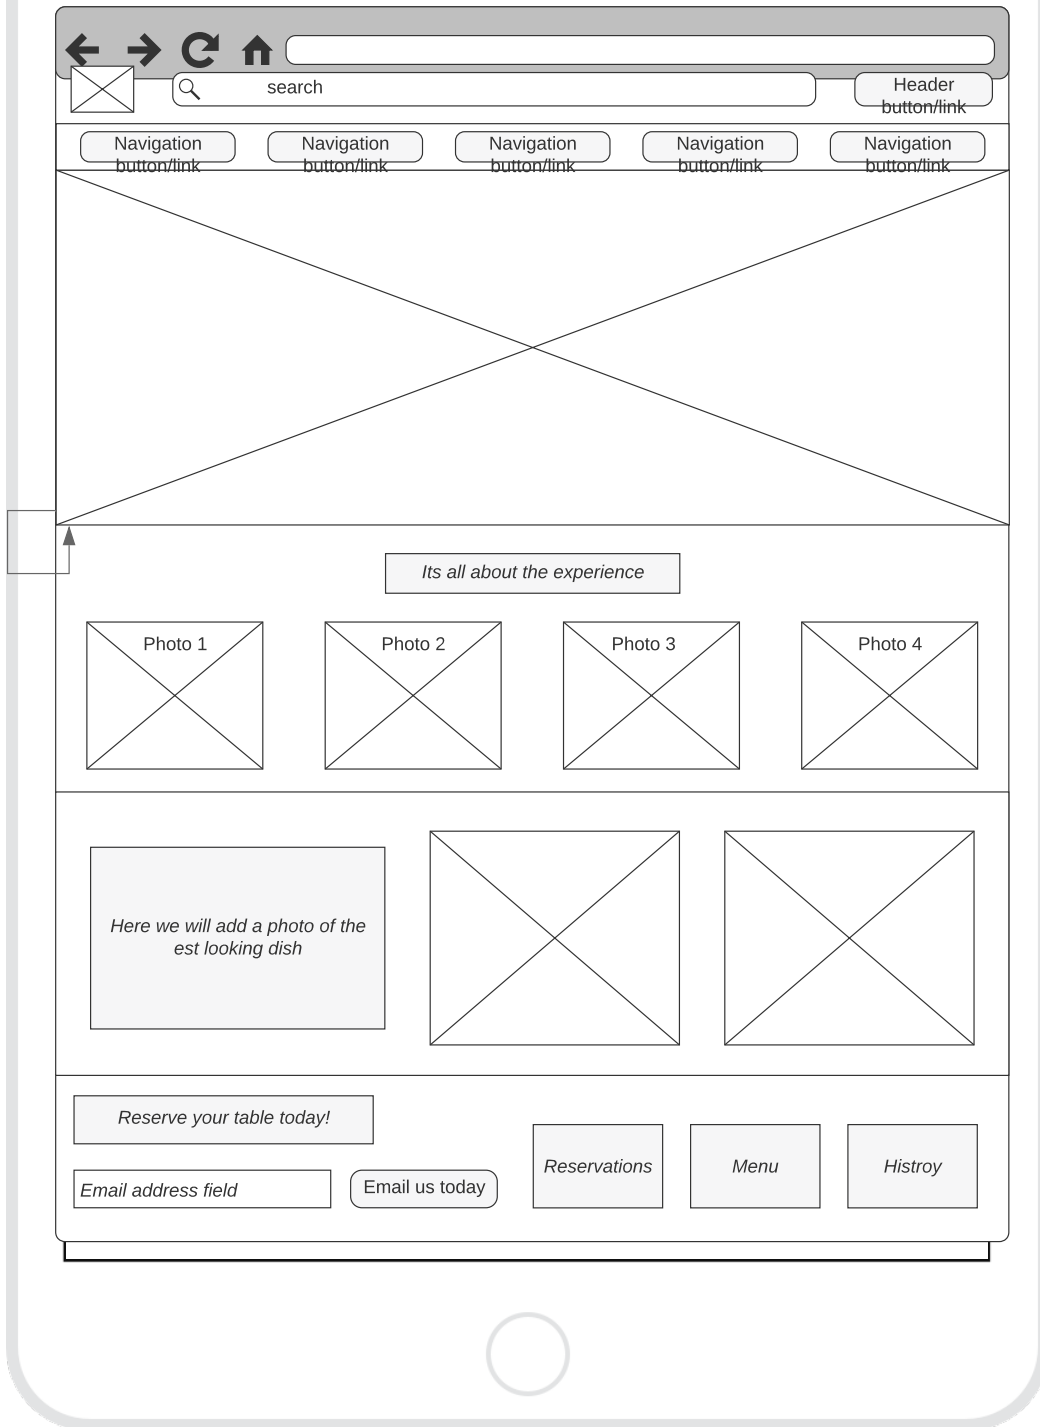 search
Header
button/link
Navigation
button/link
Navigation
button/link
Navigation
button/link
Navigation
button/link
Navigation
button/link
Its all about the experience
Photo 1
Photo 2
Photo 3
Photo 4
Here we will add a photo of the
est looking dish
Reserve your table today!
Email address field
Email us today
Reservations
Menu
Histroy